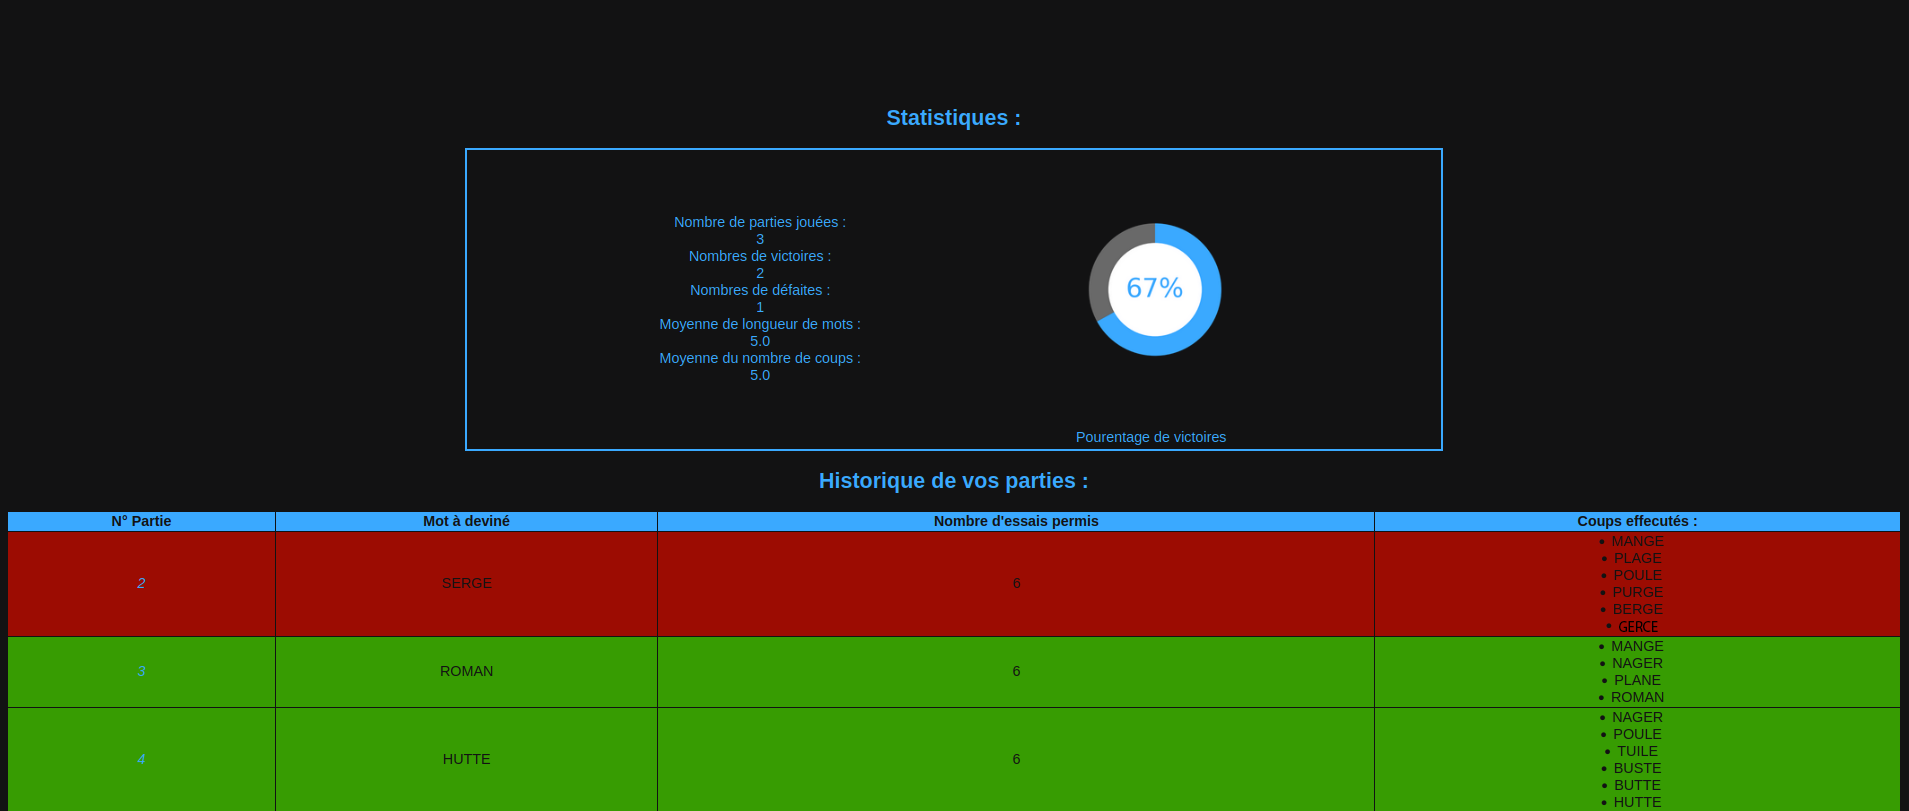 Statistiques :
Nombre de parties jouées :
3
Nombres de victoires :
2
Nombres de défaites :
1
Moyenne de longueur de mots :
5.0
Moyenne du nombre de coups :
5.0
67%
Pourentage de victoires
Historique de vos parties :
N° Partie Mot à deviné Nombre d'essais permis Coups effecutés :
2 SERGE 6
• MANGE
• PLAGE
• POULE
• PURGE
• BERGE
• GERCE
3 ROMAN 6
• MANGE
• NAGER
• PLANE
• ROMAN
4 HUTTE 6
• NAGER
• POULE
• TUILE
• BUSTE
• BUTTE
• HUTTE